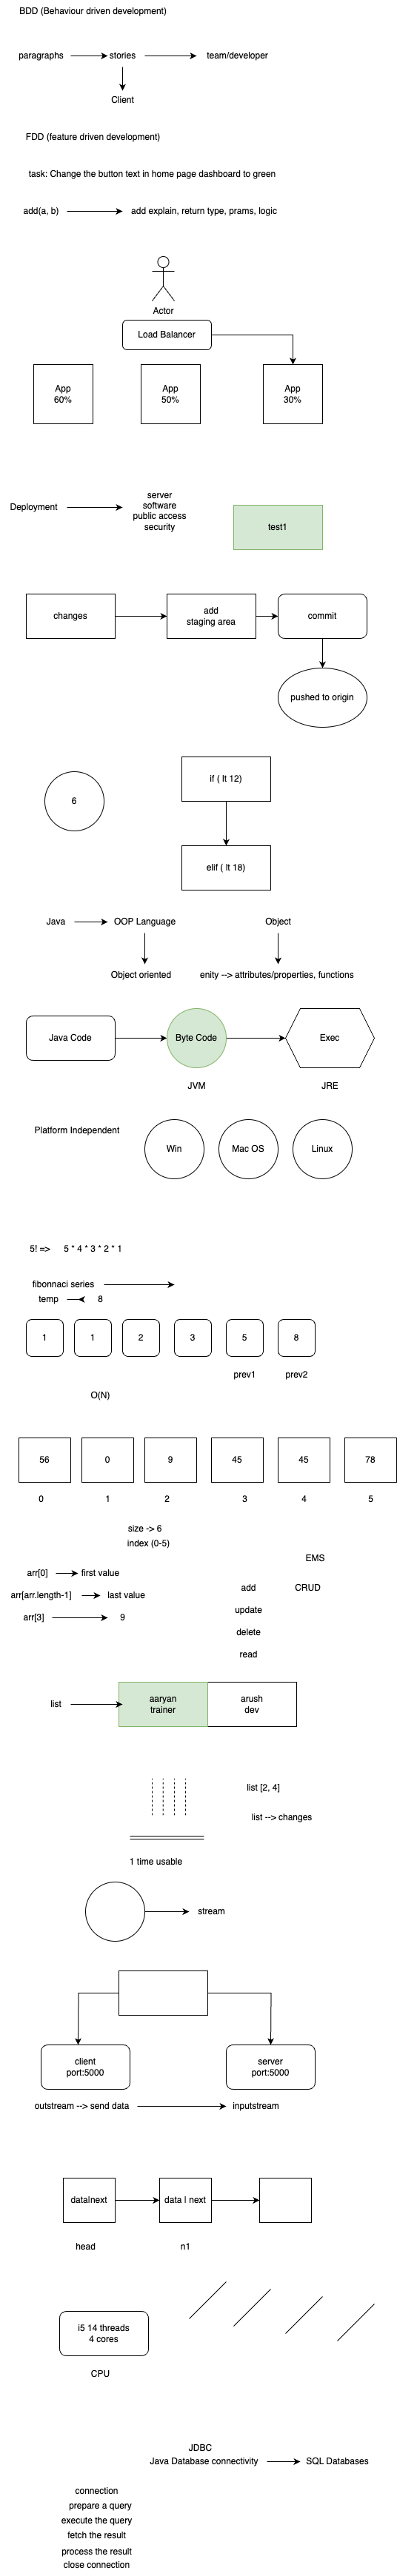 BDD (Behaviour driven development)
paragraphs stories team/developer
Client
FDD (feature driven development)
task: Change the button text in home page dashboard to green
add(a, b) add explain, return type, prams, logic
Actor
Load Balancer
App App App
60% 50% 30%
Deployment
server
software
public access
security
test1
changes
add
staging area
commit
pushed to origin
6
if ( lt 12)
elif ( lt 18)
Java OOP Language Object
Object oriented enity --> attributes/properties, functions
Java Code Byte Code Exec
JVM JRE
Platform Independent
Win Mac OS Linux
5! => 5 * 4 * 3 * 2 * 1
fibonnaci series
temp 8
1 1 2 3 5 8
prev1 prev2
O(N)
56 0 9 45 45 78
0 1 2 3 4 5
size -> 6
index (0-5)
EMS
arr[0] first value
add CRUD
arr[arr.length-1] last value
update
arr[3] 9
delete
read
list
aaryan
trainer
arush
dev
list [2, 4]
list --> changes
1 time usable
stream
client
port:5000
server
port:5000
outstream --> send data inputstream
data|next data | next
head n1
i5 14 threads
4 cores
CPU
JDBC
Java Database connectivity SQL Databases
connection
prepare a query
execute the query
fetch the result
process the result
close connection